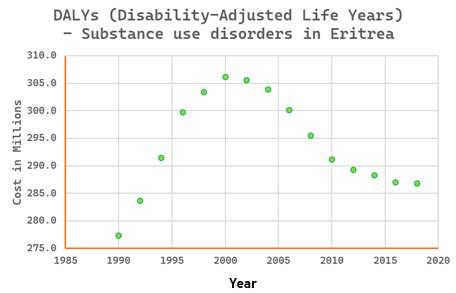 DALYs (Disability-Adjusted Life Years)
- Substance use disorders in Eritrea
310.0
305.0
300.0
295.0
290.0
285.0
280.0
275.0
Cost in Millions
1985 1990 1995 2000 2005 2010 2015 2020
Year